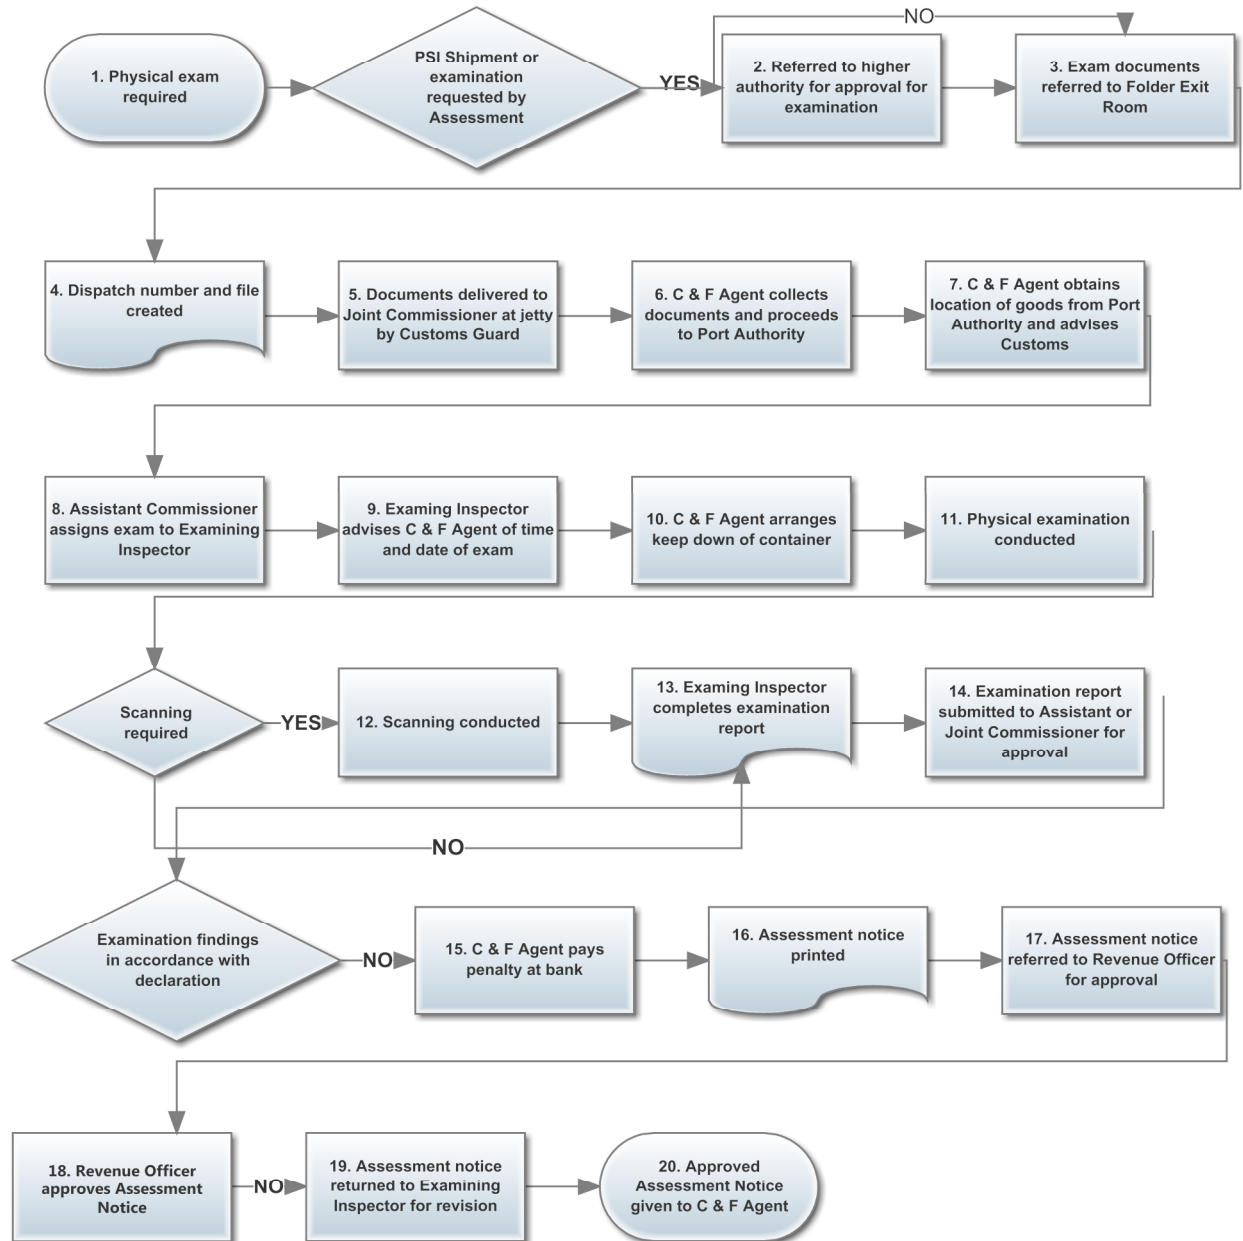 NO
1. Physical exam
required
PSI Shipment or
examination
requested by
Assessment
YES
2. Referred to higher
authority for approval for
examination
3. Exam documents
referred to Folder Exit
Room
4. Dispatch number and file
created
5. Documents delivered to
Joint Commissioner at jetty
by Customs Guard
6. C & F Agent collects
documents and proceeds
to Port Authority
7. C & F Agent obtains
location of goods from Port
Authority and advises
Customs
8. Assistant Commissioner
assigns exam to Examining
Inspector
9. Examing Inspector
advises C & F Agent of time
and date of exam
10. C & F Agent arranges
keep down of container
11. Physical examination
conducted
Scanning
required
YES
12. Scanning conducted
13. Examing Inspector
completes examination
report
14. Examination report
submitted to Assistant or
Joint Commissioner for
approval
NO
Examination findings
in accordance with
declaration
NO
15. C & F Agent pays
penalty at bank
16. Assessment notice
printed
17. Assessment notice
referred to Revenue Officer
for approval
18. Revenue Officer
approves Assessment
Notice
NO
19. Assessment notice
returned to Examining
Inspector for revision
20. Approved
Assessment Notice
given to C & F Agent